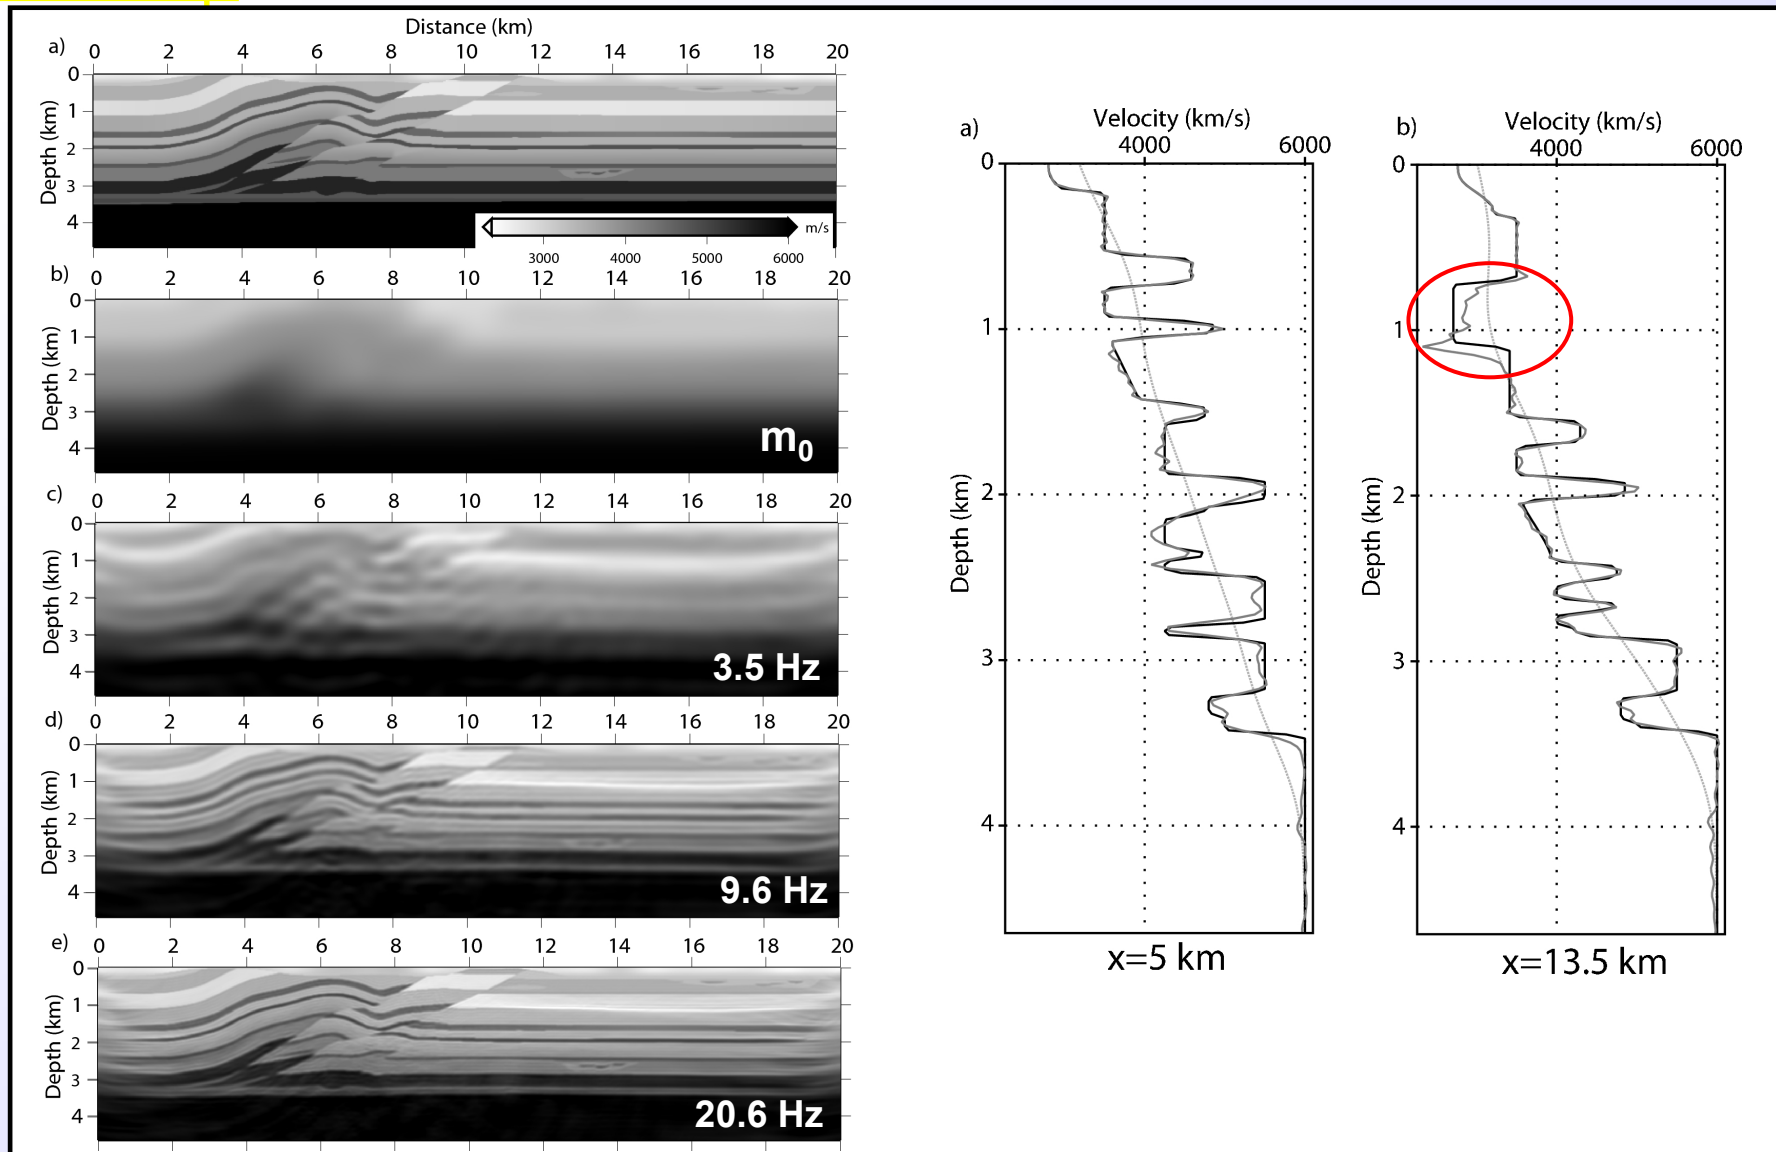 Distance (km)
a) 0 2 4 6 8 10 12 14 16 18 20
Depth (km)
0
1
2
3
4
m/s
3000 4000 5000 6000
b) 0 2 4 6 8 10 12 14 16 18 20
Depth (km)
0
1
2
3
4
m0
c) 0 2 4 6 8 10 12 14 16 18 20
Depth (km)
0
1
2
3
4
3.5 Hz
d) 0 2 4 6 8 10 12 14 16 18 20
Depth (km)
0
1
2
3
4
9.6 Hz
e) 0 2 4 6 8 10 12 14 16 18 20
Depth (km)
0
1
2
3
4
20.6 Hz
a) Velocity (km/s)
4000 6000
Depth (km)
0
1
2
3
4
x=5 km
b) Velocity (km/s)
4000 6000
Depth (km)
0
1
2
3
4
x=13.5 km